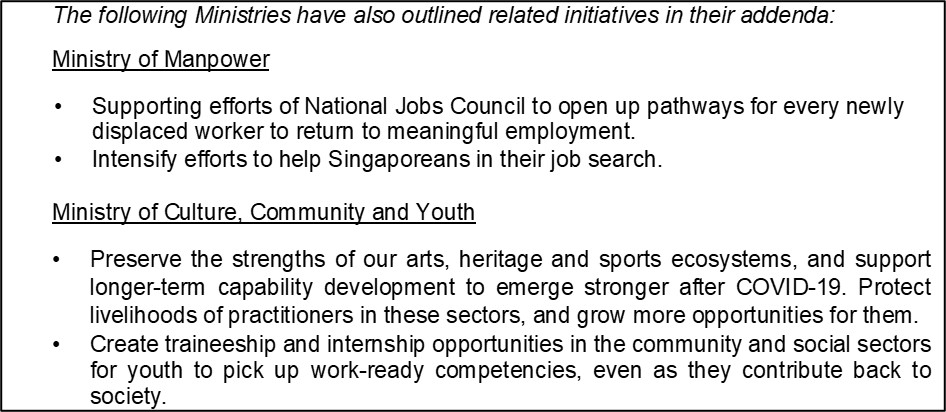 The following Ministries have also outlined related initiatives in their addenda:
Ministry of Manpower
• Supporting efforts of National Jobs Council to open up pathways for every newly
displaced worker to return to meaningful employment.
• Intensify efforts to help Singaporeans in their job search.
Ministry of Culture, Community and Youth
• Preserve the strengths of our arts, heritage and sports ecosystems, and support
longer-term capability development to emerge stronger after COVID-19. Protect
livelihoods of practitioners in these sectors, and grow more opportunities for them.
• Create traineeship and internship opportunities in the community and social sectors
for youth to pick up work-ready competencies, even as they contribute back to
society.